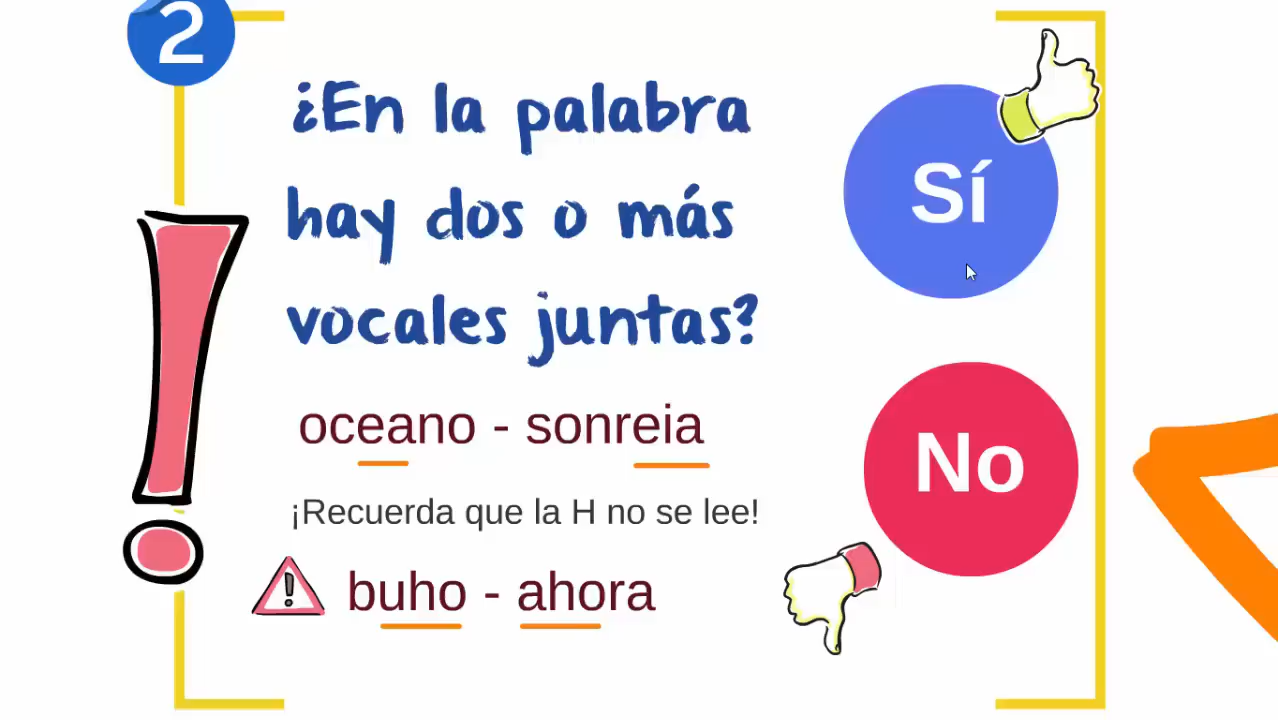 2
¿En la palabra
hay dos o más
vocales juntas?
oceano - sonreia
¡Recuerda que la H no se lee!
buho - ahora
Sí
No